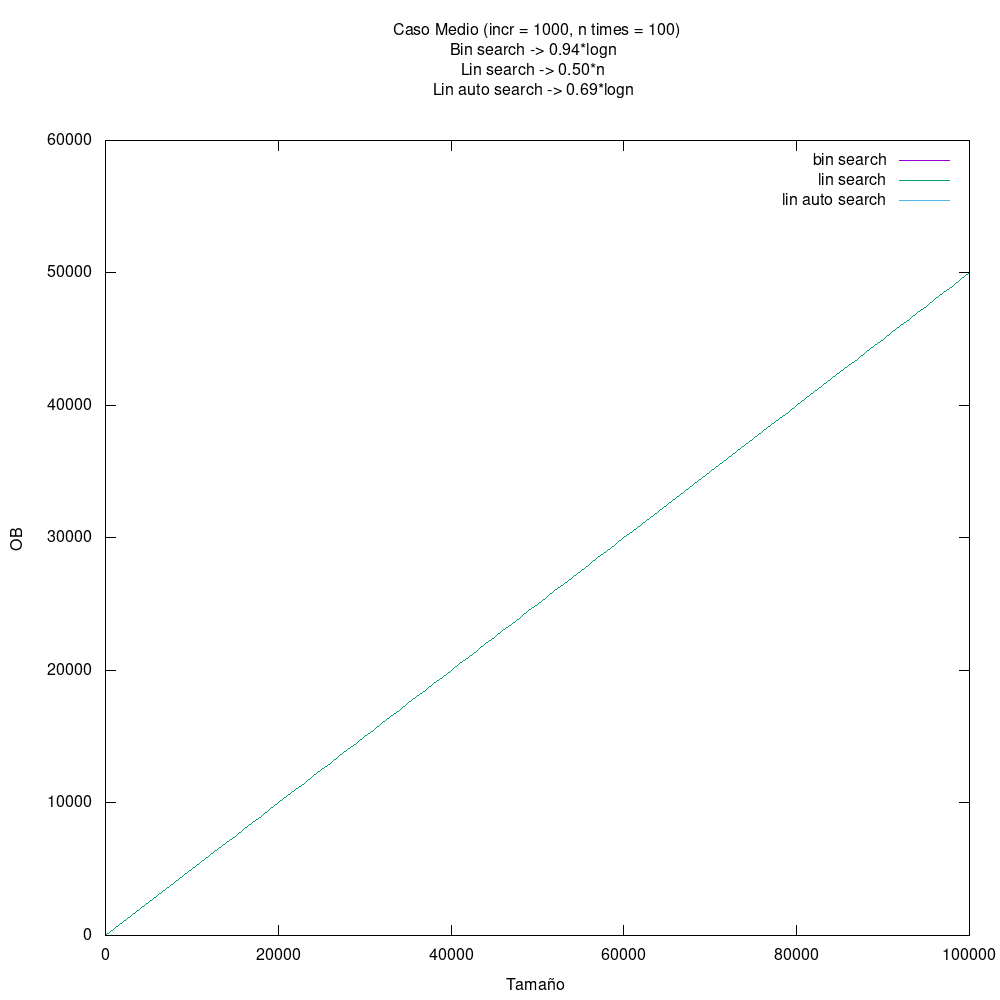 Caso Medio (incr = 1000, n times = 100)
Bin search -> 0.94*logn
Lin search -> 0.50*n
Lin auto search -> 0.69*logn
60000
50000
40000
30000
20000
10000
0
bin search
lin search
lin auto search
OB
0 20000 40000 60000 80000 100000
Tamaño